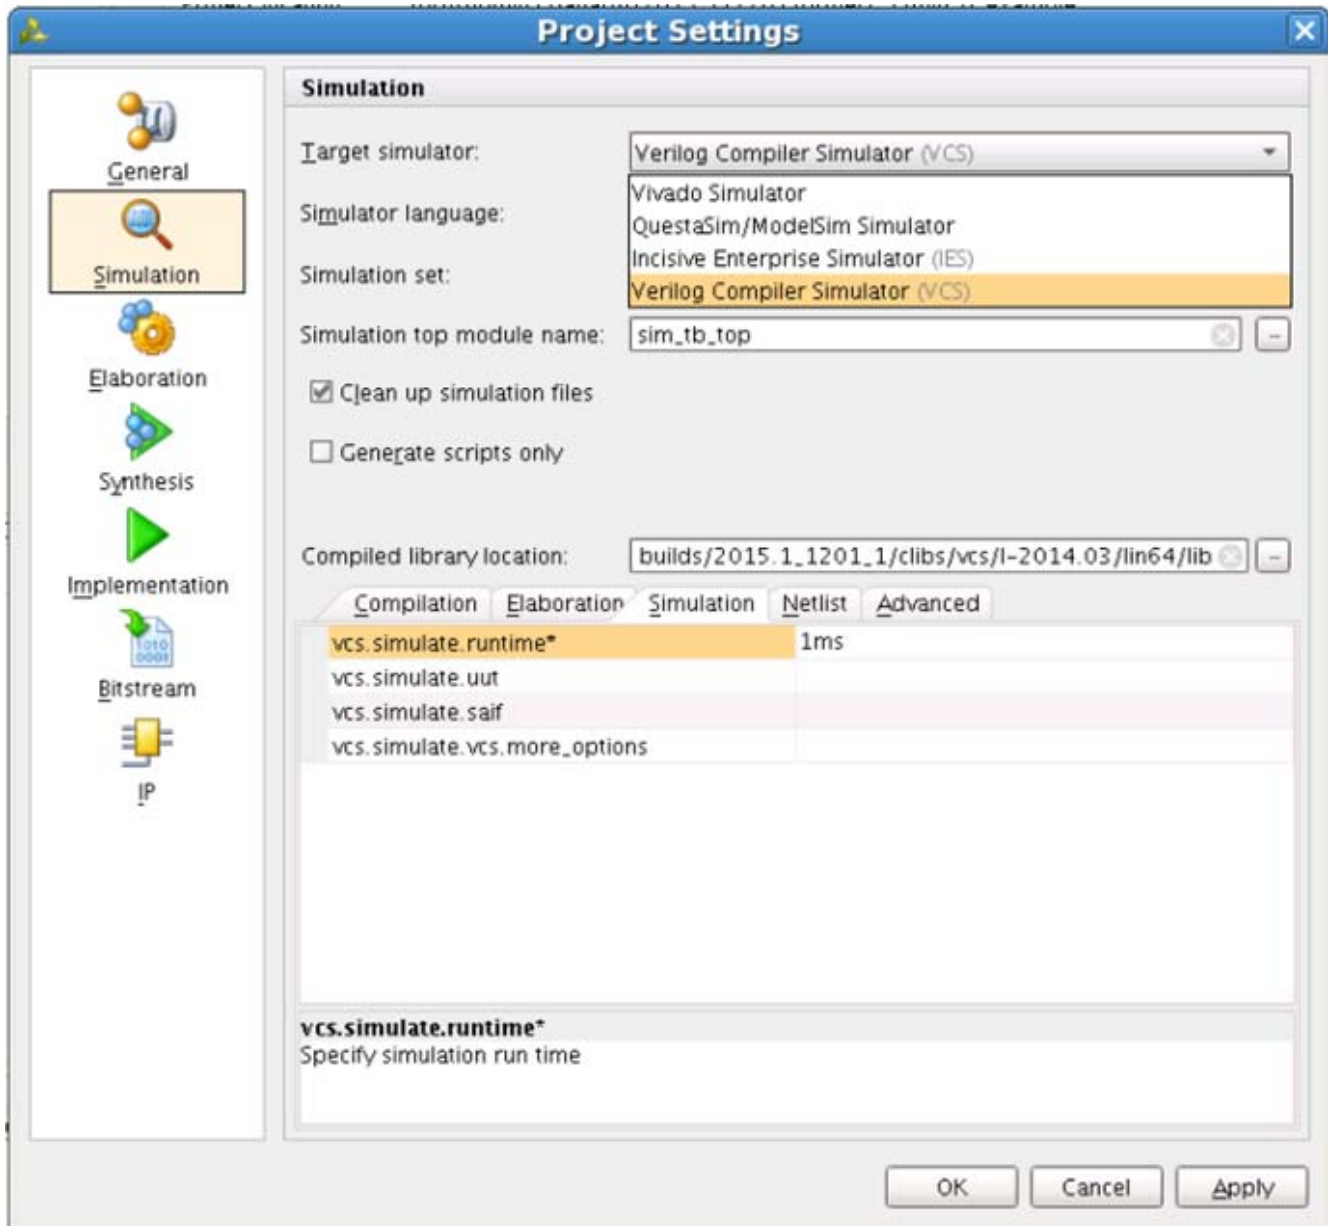 Project Settings
General
Simulation
Elaboration
Synthesis
Implementation
Bitstream
IP
Simulation
Target simulator: Verilog Compiler Simulator (VCS)
Vivado Simulator
Simulator language:
QuestaSim/ModelSim Simulator
Incisive Enterprise Simulator (IES)
Simulation set:
Verilog Compiler Simulator (VCS)
Simulation top module name: sim_tb_top
Clean up simulation files
Generate scripts only
Compiled library location: builds/2015.1_1201_1/clibs/vcs/I-2014.03/lin64/lib
Compilation Elaboration Simulation Netlist Advanced
vcs.simulate.runtime* 1ms
vcs.simulate.uut
vcs.simulate.saif
vcs.simulate.vcs.more_options
vcs.simulate.runtime*
Specify simulation run time
OK Cancel Apply